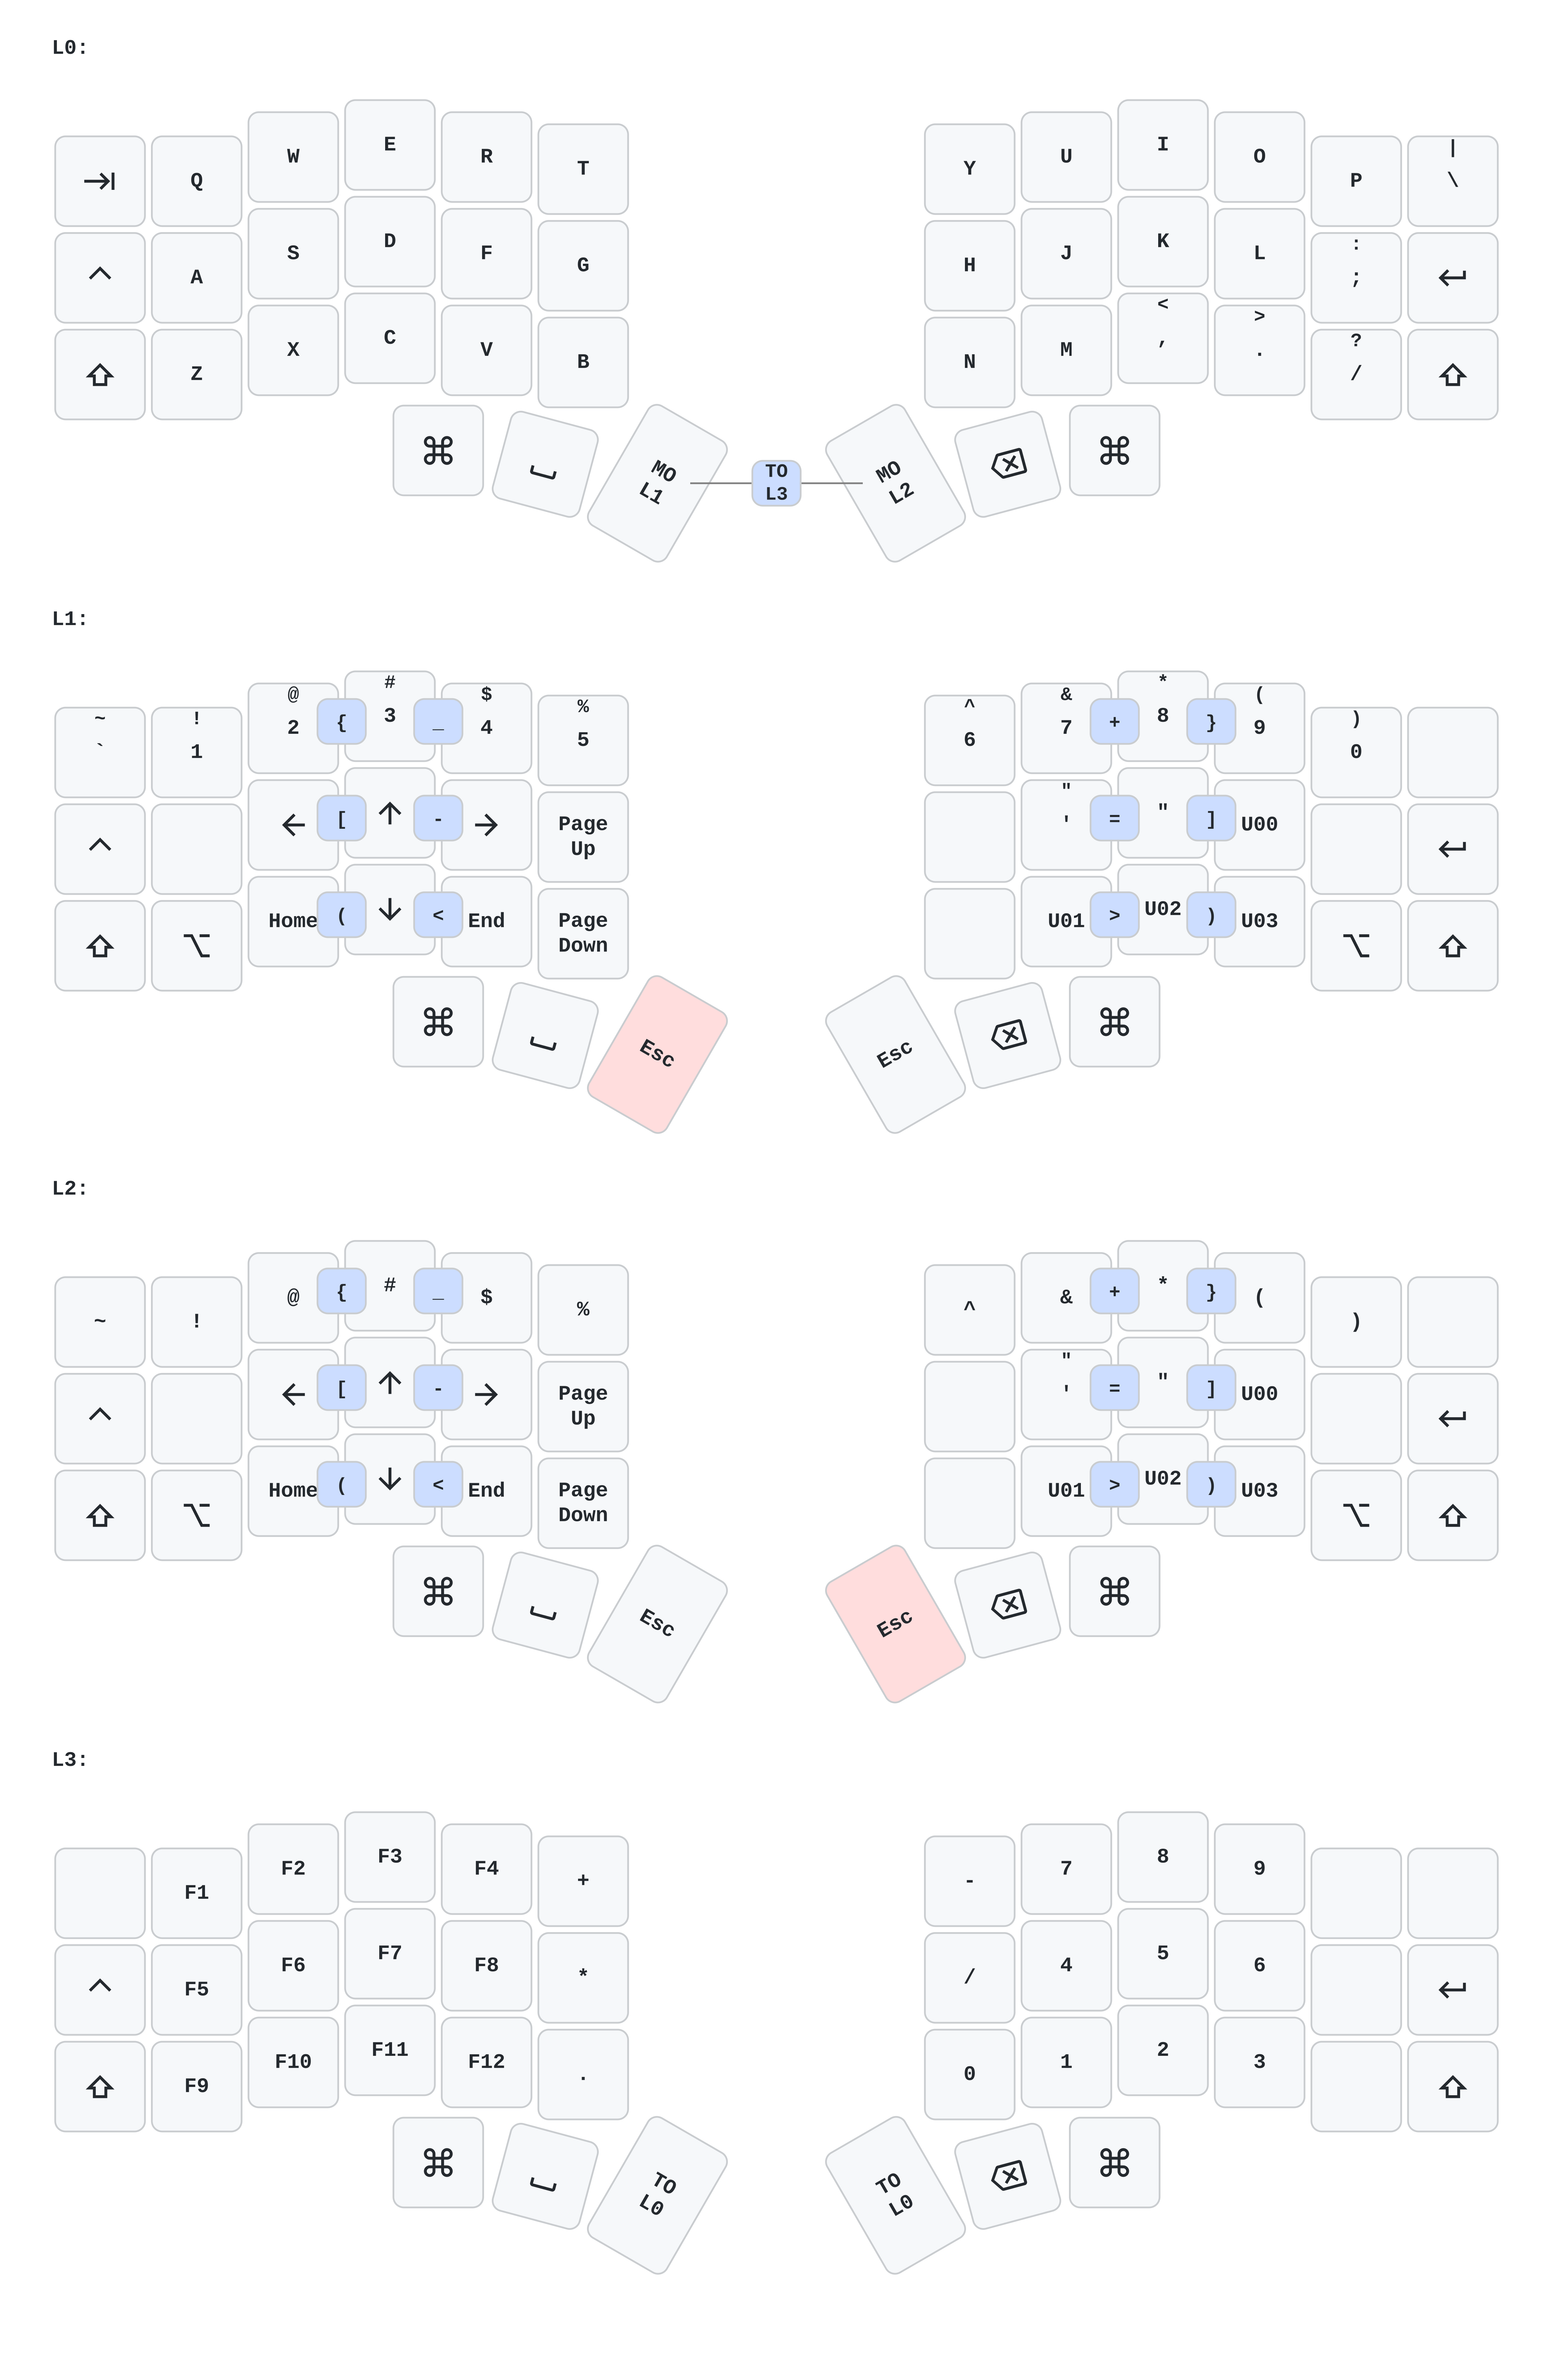 L0:
⇥ Q W E R T Y U I O P | \
^ A S D F G H J K L : ; ↵
⇧ Z X C V B N M < , > . ? / ⇧
⌘ ␣ MO L1 TO L3 MO L2 ⌫ ⌘
L1:
~ ` ! 1 @ 2 { # 3 _ $ 4 % 5 ^ 6 & 7 + * 8 } ( 9 ) 0
^ ← [ ↑ - → Page Up " ' = " ] U00 ↵
⇧ ⌥ Home ( ↓ < End Page Down U01 > U02 ) U03 ⌥ ⇧
⌘ ␣ Esc Esc ⌫ ⌘
L2:
~ ! @ { # _ $ % ^ & + * } ( )
^ ← [ ↑ - → Page Up " ' = " ] U00 ↵
⇧ ⌥ Home ( ↓ < End Page Down U01 > U02 ) U03 ⌥ ⇧
⌘ ␣ Esc Esc ⌫ ⌘
L3:
F1 F2 F3 F4 + - 7 8 9
^ F5 F6 F7 F8 * / 4 5 6 ↵
⇧ F9 F10 F11 F12 . 0 1 2 3 ⇧
⌘ ␣ TO L0 TO L0 ⌫ ⌘